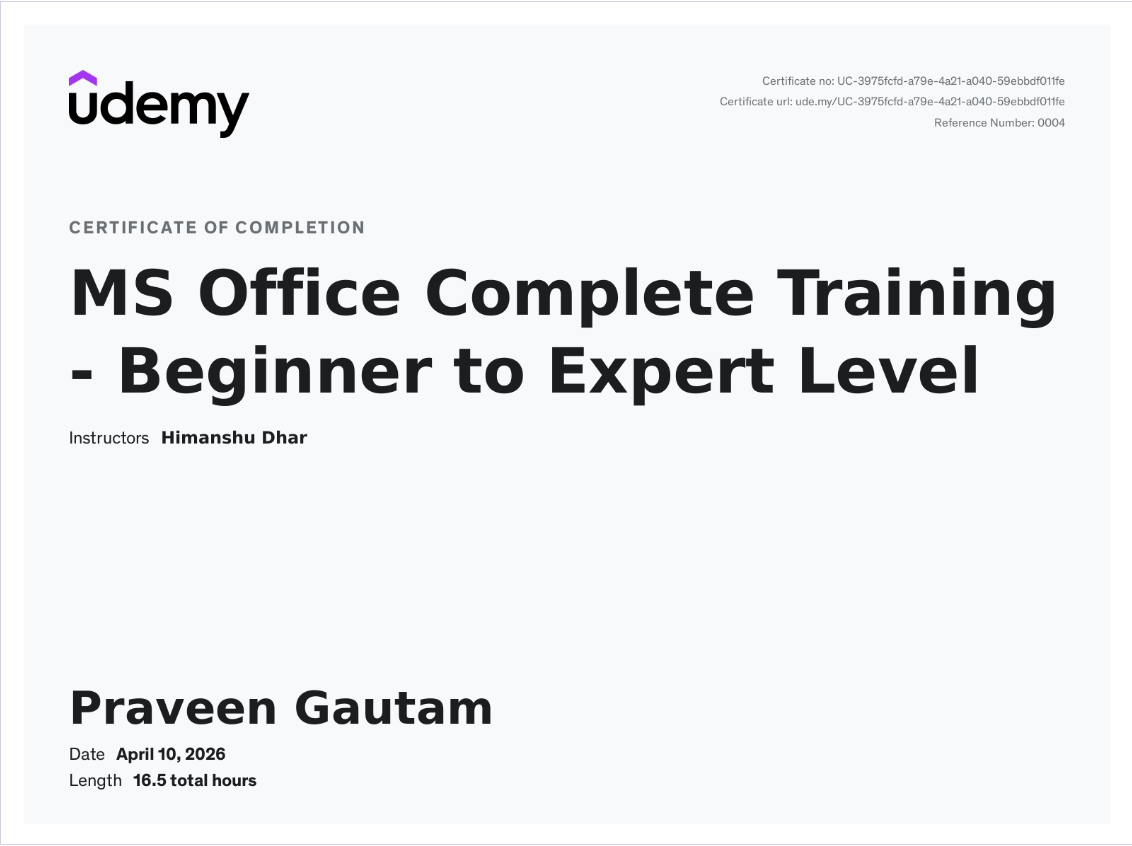 udemy
Certificate no: UC-3975fcfd-a79e-4a21-a040-59ebbdf011fe
Certificate url: ude.my/UC-3975fcfd-a79e-4a21-a040-59ebbdf011fe
Reference Number: 0004
CERTIFICATE OF COMPLETION
MS Office Complete Training
- Beginner to Expert Level
Instructors Himanshu Dhar
Praveen Gautam
Date April 10, 2026
Length 16.5 total hours